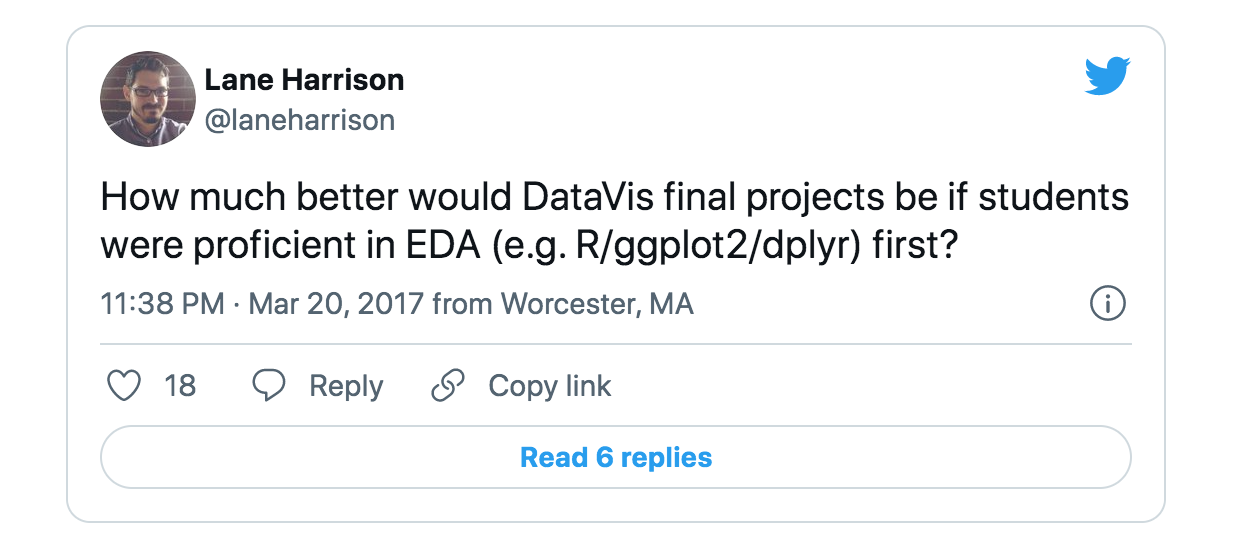 Lane Harrison
@laneharrison
How much better would DataVis final projects be if students
were proficient in EDA (e.g. R/ggplot2/dplyr) first?
11:38 PM · Mar 20, 2017 from Worcester, MA
18 Reply Copy link
Read 6 replies